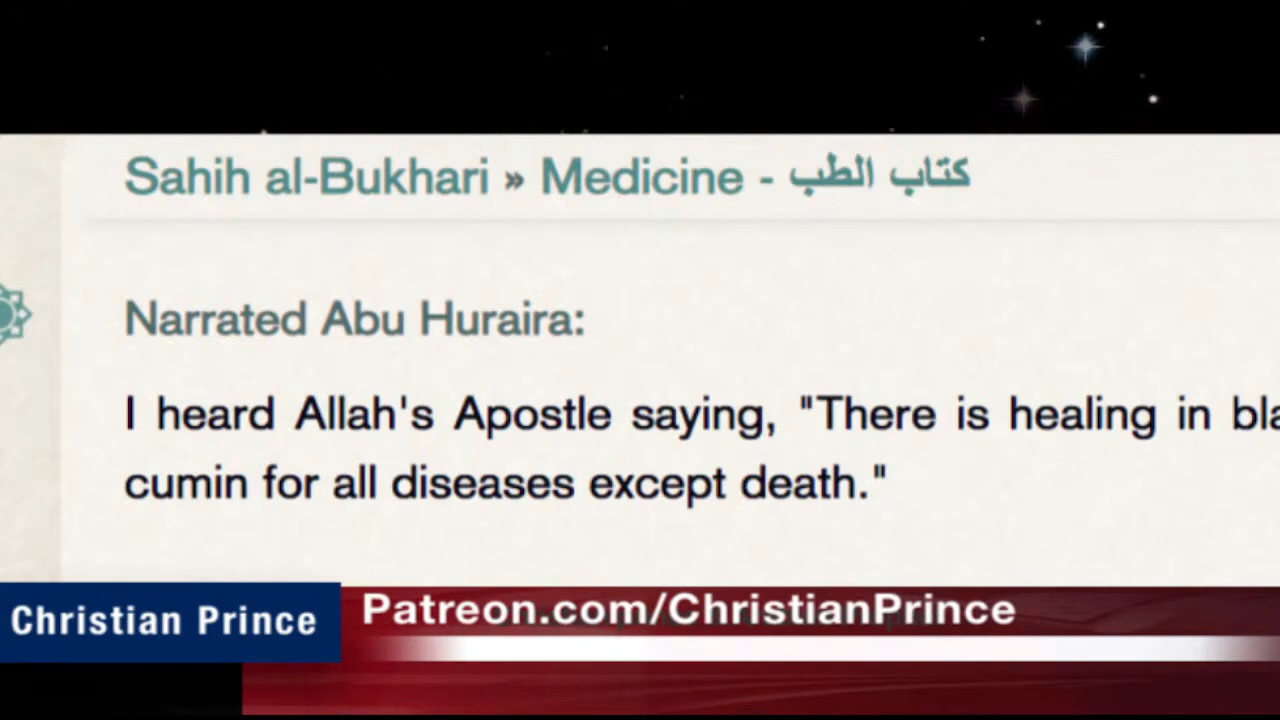 Sahih al-Bukhari » Medicine - كتاب الطب
Narrated Abu Huraira:
I heard Allah's Apostle saying, "There is healing in
cumin for all diseases except death."
Christian Prince
Patreon.com/ChristianPrince